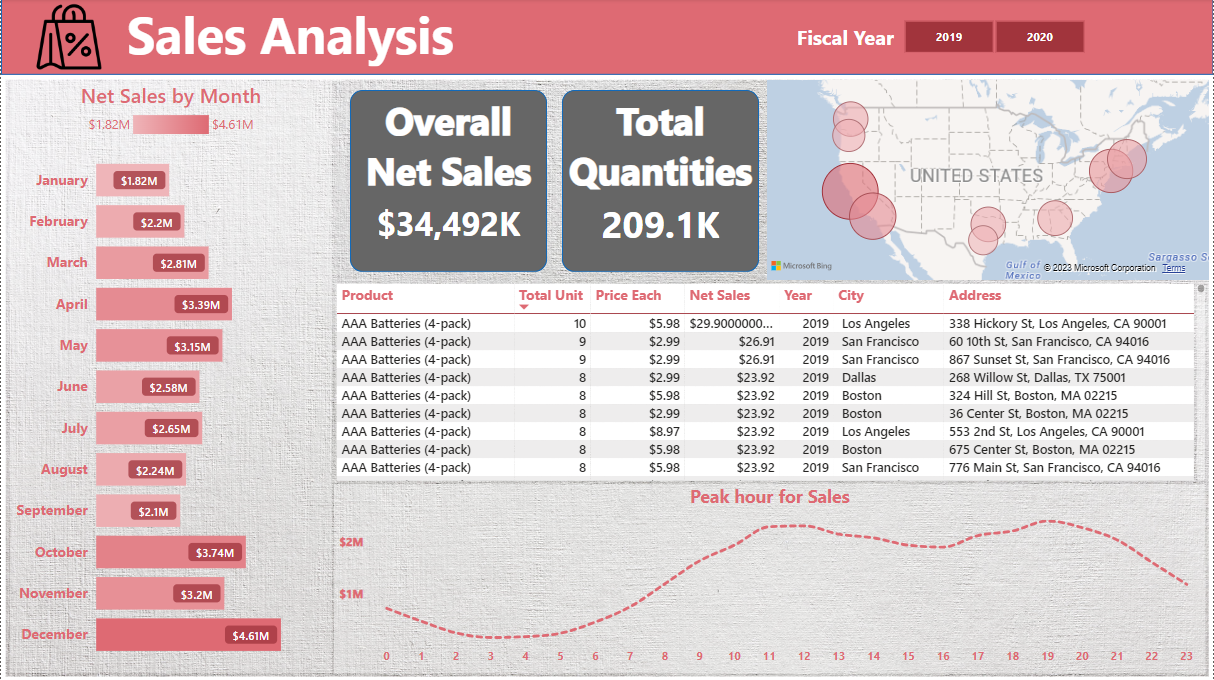 %
Sales Analysis
Fiscal Year
2019
2020
Net Sales by Month
$1.82M $4.61M
January $1.82M
February $2.2M
March $2.81M
April $3.39M
May $3.15M
June $2.58M
July $2.65M
August $2.24M
September $2.1M
October $3.74M
November $3.2M
December $4.61M
Overall
Net Sales
$34,492K
Total
Quantities
209.1K
UNITED STATES
Gulf of
Mexico
Sargasso S
Microsoft Bing
© 2023 Microsoft Corporation Terms
Product Total Unit Price Each Net Sales Year City Address
AAA Batteries (4-pack) 10 $5.98 $29.9000000... 2019 Los Angeles 338 Hickory St, Los Angeles, CA 90001
AAA Batteries (4-pack) 9 $2.99 $26.91 2019 San Francisco 60 10th St, San Francisco, CA 94016
AAA Batteries (4-pack) 9 $2.99 $26.91 2019 San Francisco 867 Sunset St, San Francisco, CA 94016
AAA Batteries (4-pack) 8 $2.99 $23.92 2019 Dallas 268 Willow St, Dallas, TX 75001
AAA Batteries (4-pack) 8 $5.98 $23.92 2019 Boston 324 Hill St, Boston, MA 02215
AAA Batteries (4-pack) 8 $2.99 $23.92 2019 Boston 36 Center St, Boston, MA 02215
AAA Batteries (4-pack) 8 $8.97 $23.92 2019 Los Angeles 553 2nd St, Los Angeles, CA 90001
AAA Batteries (4-pack) 8 $5.98 $23.92 2019 Boston 675 Center St, Boston, MA 02215
AAA Batteries (4-pack) 8 $5.98 $23.92 2019 San Francisco 776 Main St, San Francisco, CA 94016
Peak hour for Sales
$2M
$1M
0 1 2 3 4 5 6 7 8 9 10 11 12 13 14 15 16 17 18 19 20 21 22 23